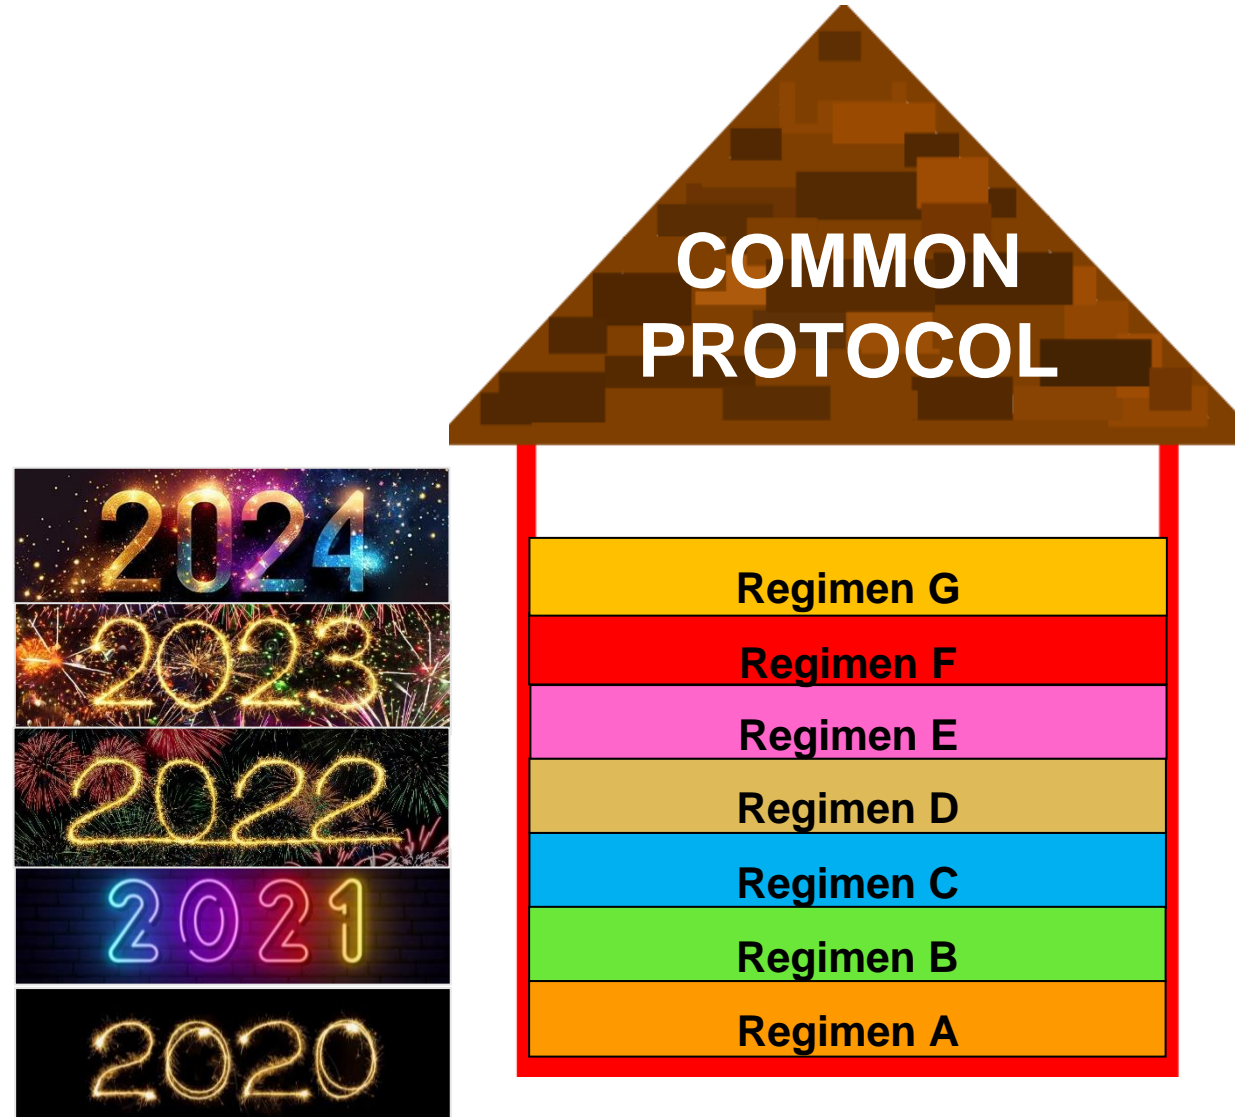 COMMON
PROTOCOL
2024
2023
2022
2021
2020
Regimen G
Regimen F
Regimen E
Regimen D
Regimen C
Regimen B
Regimen A